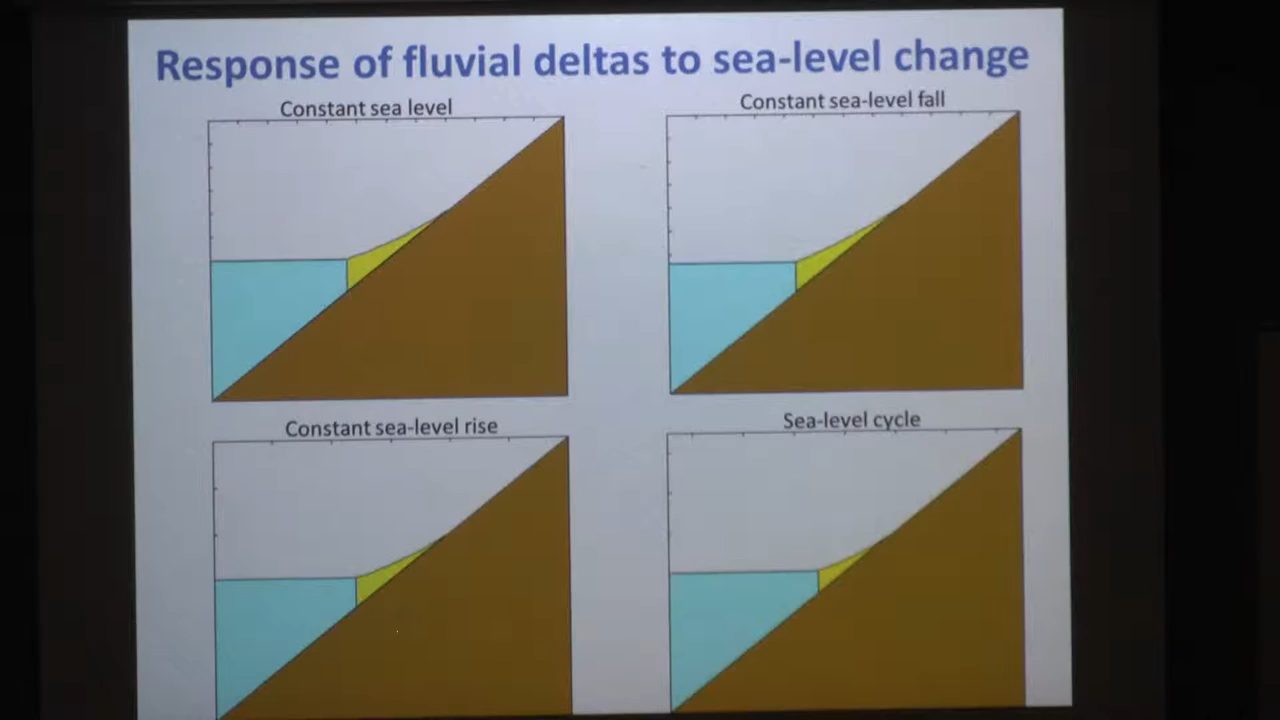 Response of fluvial deltas to sea-level change
Constant sea level
Constant sea-level fall
Constant sea-level rise
Sea-level cycle